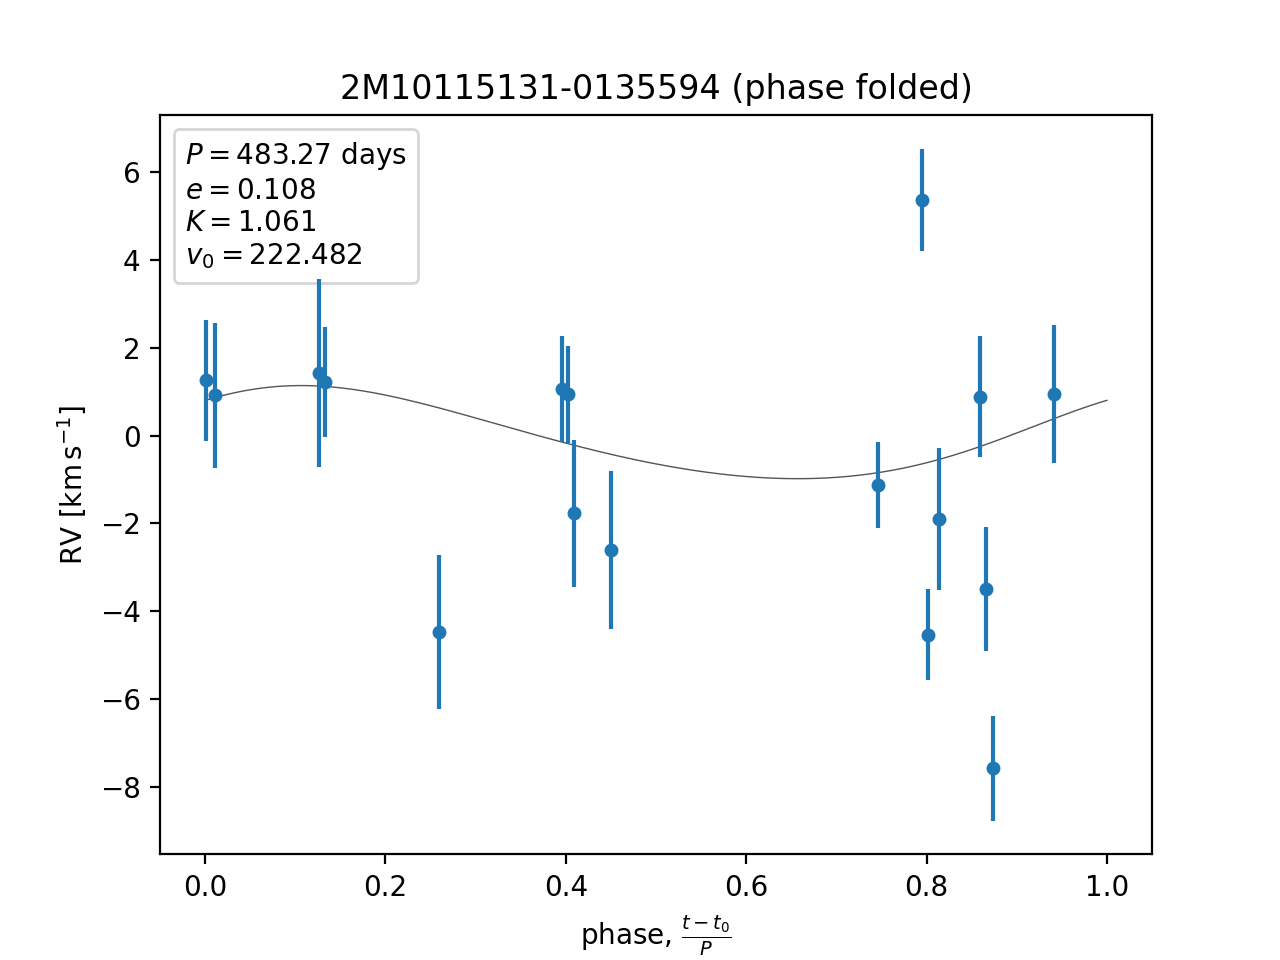 2M10115131-0135594 (phase folded)
P = 483.27 days
e = 0.108
K = 1.061
v₀ = 222.482
RV [km s⁻¹]
6
4
2
0
−2
−4
−6
−8
0.0 0.2 0.4 0.6 0.8 1.0
phase, (t − t₀)/P